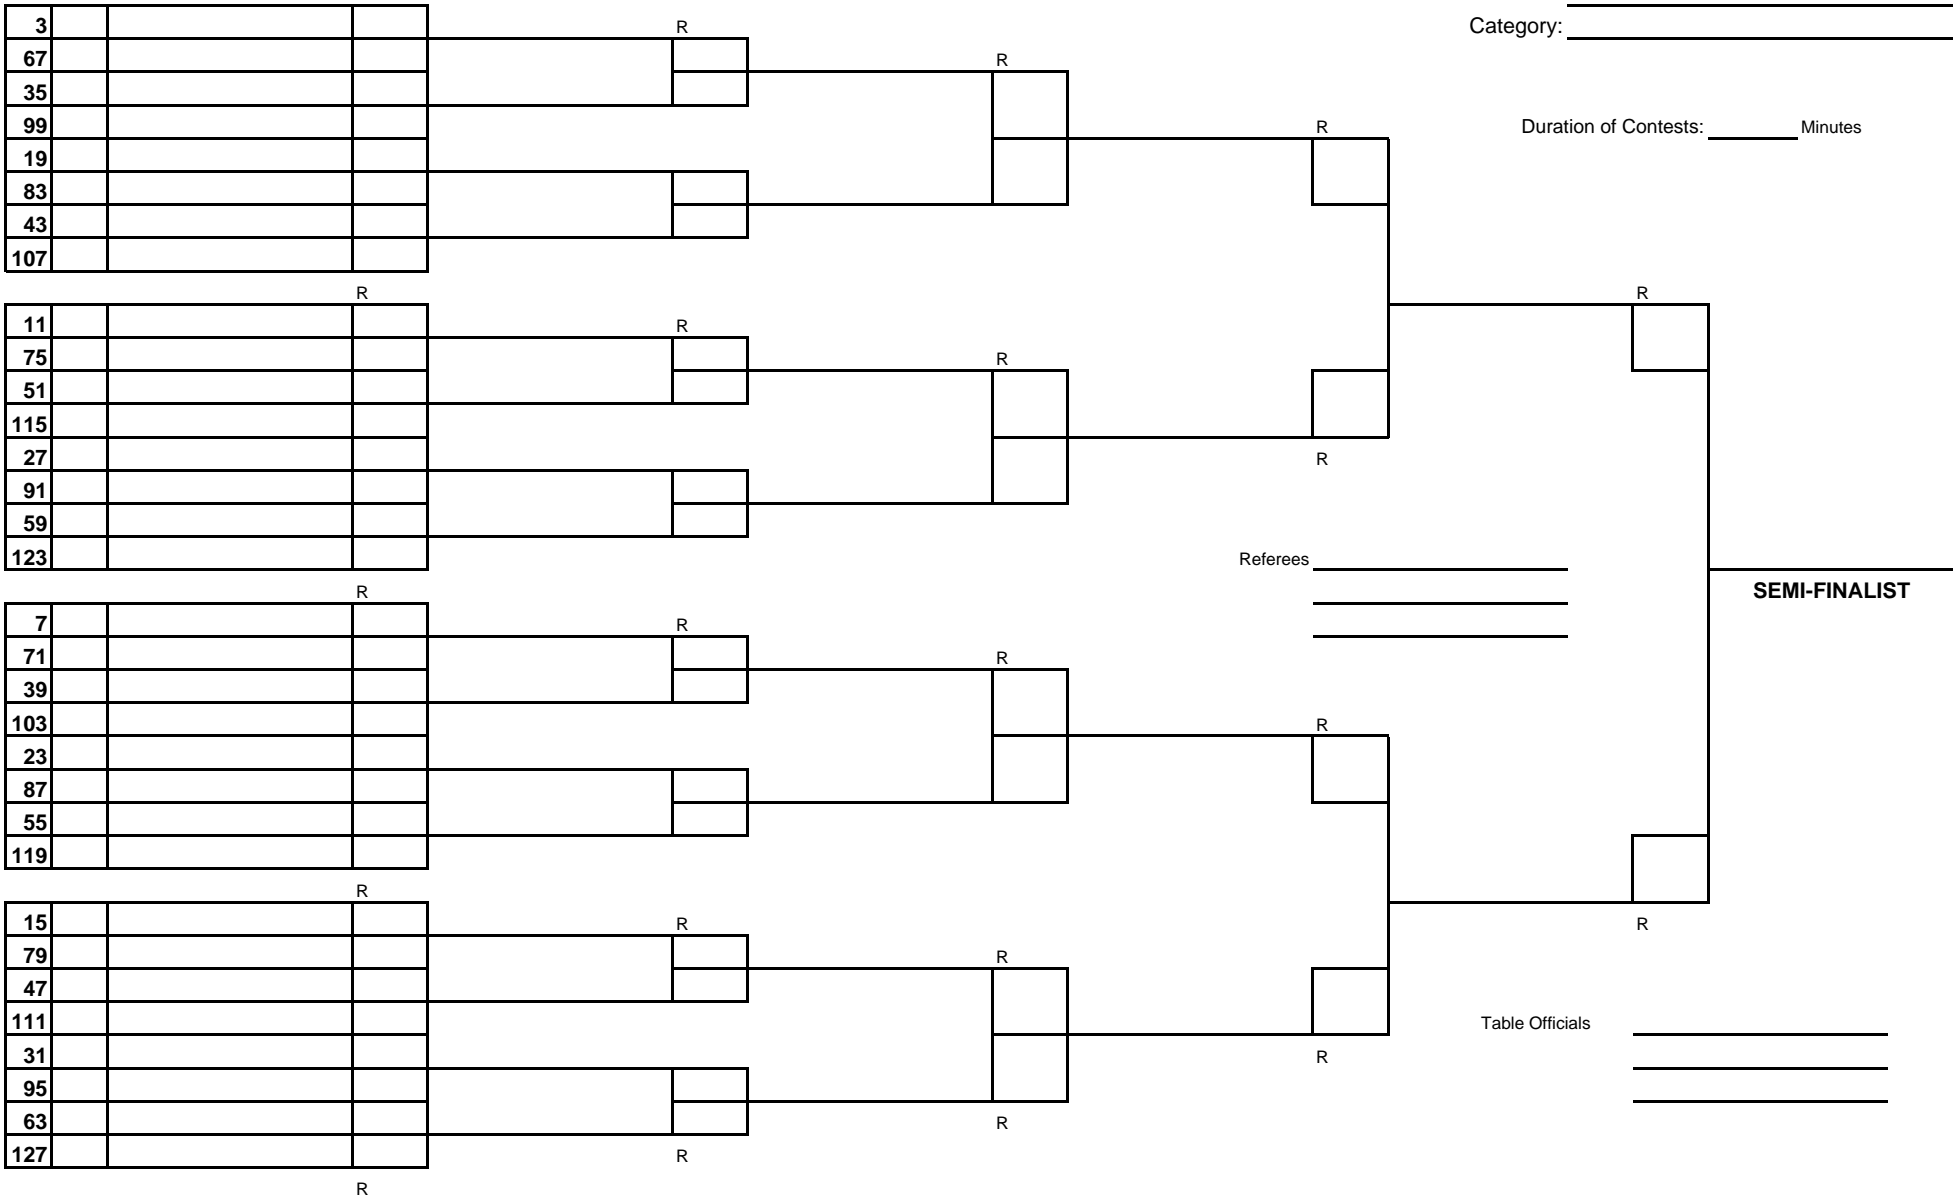 3 R Category:
67 R
35
99 R Duration of Contests: Minutes
19
83
43
107
R R
11 R
75 R
51
115
27 R
91
59
123 Referees
R SEMI-FINALIST
7 R
71 R
39
103 R
23
87
55
119
R
15 R R
79 R
47
111 Table Officials
31 R
95
63 R
127 R
R